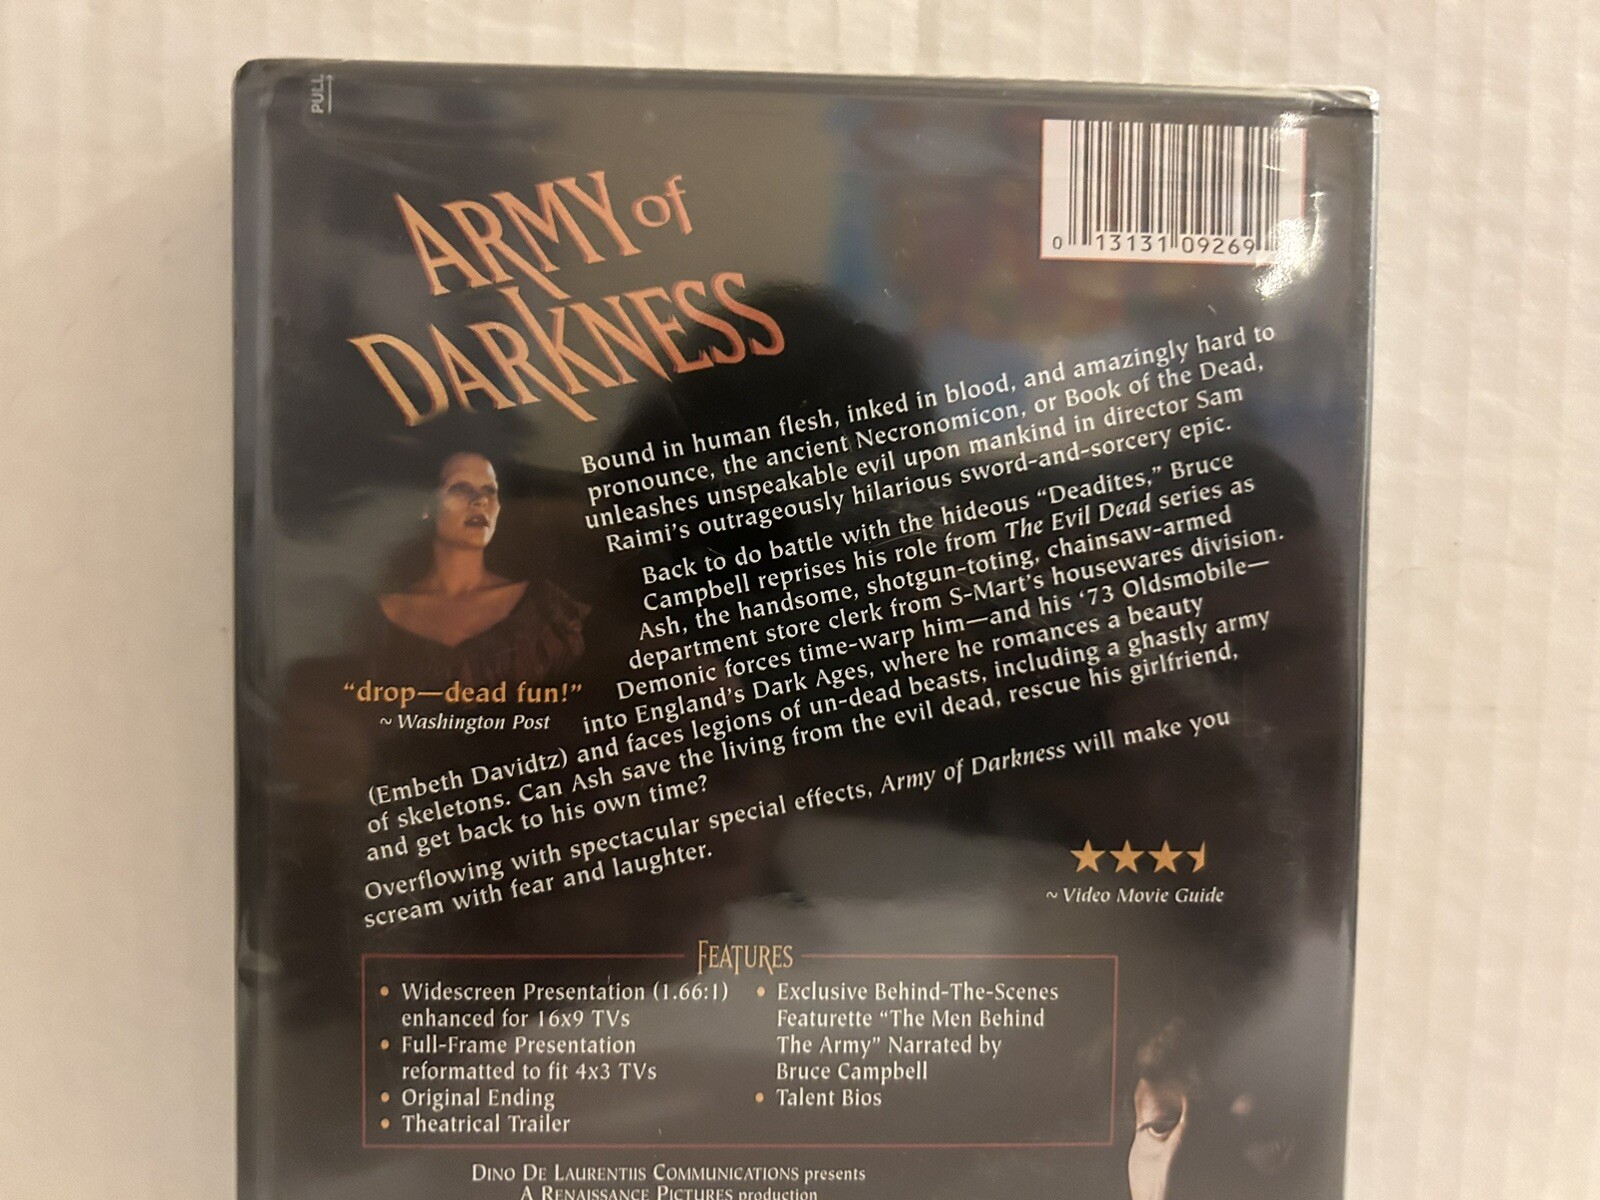 PULL
ARMY of
DARKNESS
0 13131 09269
Bound in human flesh, inked in blood, and amazingly hard to
pronounce, the ancient Necronomicon, or Book of the Dead,
unleashes unspeakable evil upon mankind in director Sam
Raimi's outrageously hilarious sword-and-sorcery epic.
Back to do battle with the hideous “Deadites,” Bruce
Campbell reprises his role from The Evil Dead series as
Ash, the handsome, shotgun-toting, chainsaw-armed
department store clerk from S-Mart's housewares division.
Demonic forces time-warp him—and his '73 Oldsmobile—
into England's Dark Ages, where he romances a beauty
(Embeth Davidtz) and faces legions of un-dead beasts, including a ghastly army
of skeletons. Can Ash save the living from the evil dead, rescue his girlfriend,
and get back to his own time?
Overflowing with spectacular special effects, Army of Darkness will make you
scream with fear and laughter.
“drop—dead fun!”
~ Washington Post
~ Video Movie Guide
FEATURES
• Widescreen Presentation (1.66:1)
enhanced for 16x9 TVs
• Full-Frame Presentation
reformatted to fit 4x3 TVs
• Original Ending
• Theatrical Trailer
• Exclusive Behind-The-Scenes
Featurette “The Men Behind
The Army” Narrated by
Bruce Campbell
• Talent Bios
DINO DE LAURENTIIS COMMUNICATIONS presents
A RENAISSANCE PICTURES production